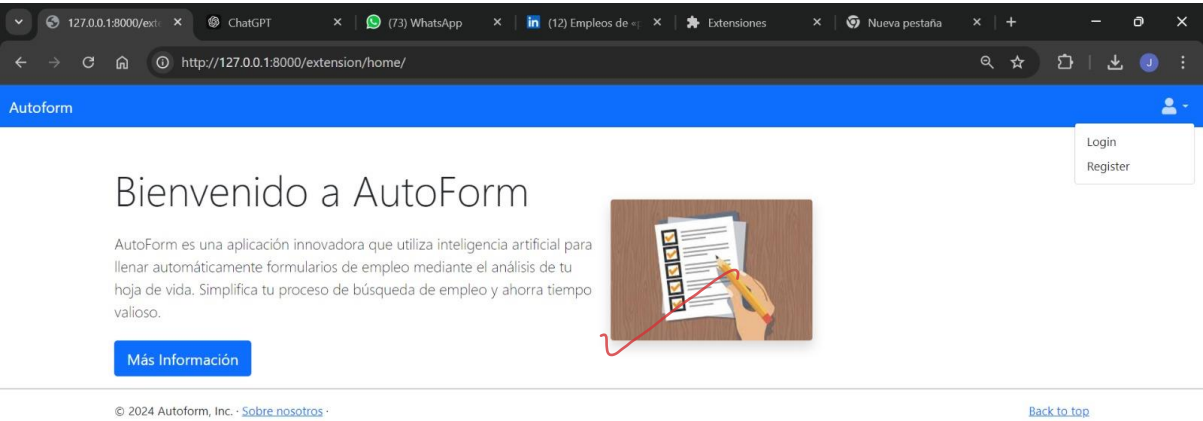 127.0.0.1:8000/ext
ChatGPT
(73) WhatsApp
in (12) Empleos de «
Extensiones
Nueva pestaña
http://127.0.0.1:8000/extension/home/
J
Autoform
Login
Register
Bienvenido a AutoForm
AutoForm es una aplicación innovadora que utiliza inteligencia artificial para
llenar automáticamente formularios de empleo mediante el análisis de tu
hoja de vida. Simplifica tu proceso de búsqueda de empleo y ahorra tiempo
valioso.
Más Información
© 2024 Autoform, Inc. · Sobre nosotros ·
Back to top